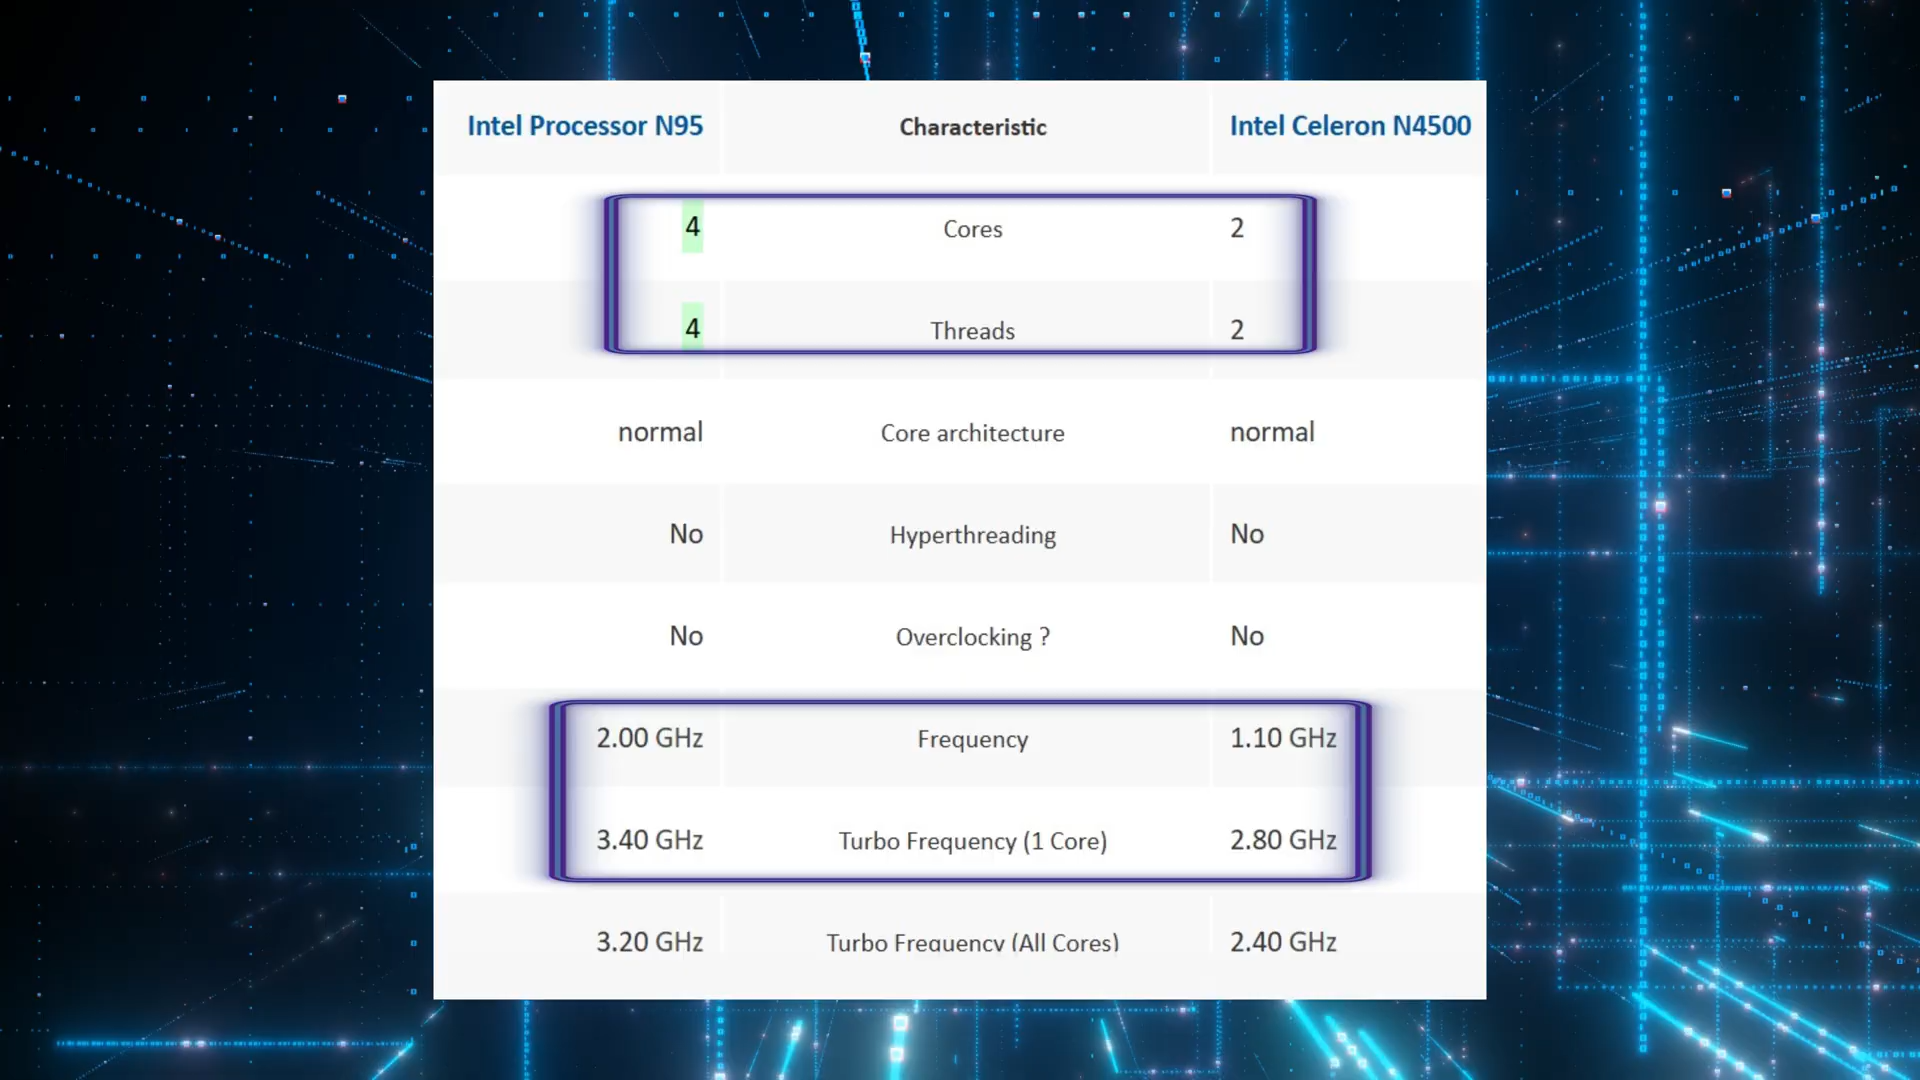 Intel Processor N95 Characteristic Intel Celeron N4500
4 Cores 2
4 Threads 2
normal Core architecture normal
No Hyperthreading No
No Overclocking ? No
2.00 GHz Frequency 1.10 GHz
3.40 GHz Turbo Frequency (1 Core) 2.80 GHz
3.20 GHz Turbo Frequency (All Cores) 2.40 GHz